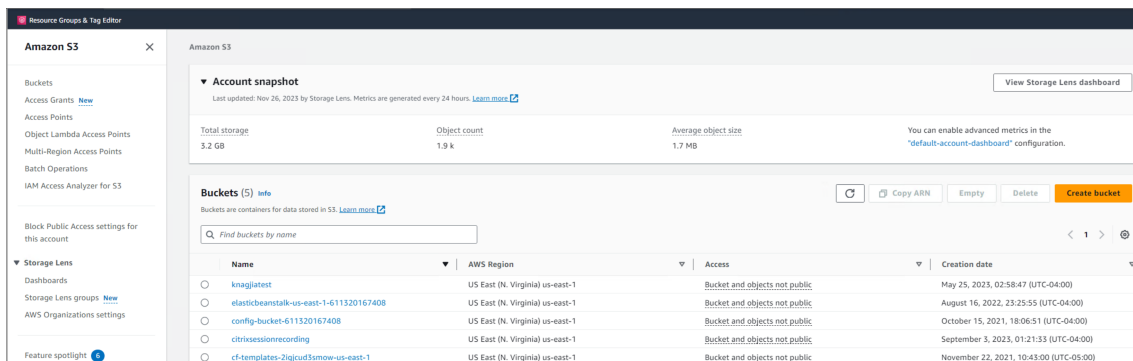 Resource Groups & Tag Editor
Amazon S3
Buckets
Access Grants New
Access Points
Object Lambda Access Points
Multi-Region Access Points
Batch Operations
IAM Access Analyzer for S3
Block Public Access settings for
this account
Storage Lens
Dashboards
Storage Lens groups New
AWS Organizations settings
Feature spotlight 6
Amazon S3
Account snapshot
Last updated: Nov 26, 2023 by Storage Lens. Metrics are generated every 24 hours. Learn more
View Storage Lens dashboard
Total storage
3.2 GB
Object count
1.9 k
Average object size
1.7 MB
You can enable advanced metrics in the
"default-account-dashboard" configuration.
Buckets (5) Info
Buckets are containers for data stored in S3. Learn more
Copy ARN Empty Delete Create bucket
Find buckets by name
1
Name AWS Region Access Creation date
knagjiatest US East (N. Virginia) us-east-1 Bucket and objects not public May 25, 2023, 02:58:47 (UTC-04:00)
elasticbeanstalk-us-east-1-611320167408 US East (N. Virginia) us-east-1 Bucket and objects not public August 16, 2022, 23:25:55 (UTC-04:00)
config-bucket-611320167408 US East (N. Virginia) us-east-1 Bucket and objects not public October 15, 2021, 18:06:51 (UTC-04:00)
citrixsessionrecording US East (N. Virginia) us-east-1 Bucket and objects not public September 3, 2023, 01:21:33 (UTC-04:00)
cf-templates-2jqjcud3smow-us-east-1 US East (N. Virginia) us-east-1 Bucket and objects not public November 22, 2021, 10:43:00 (UTC-05:00)